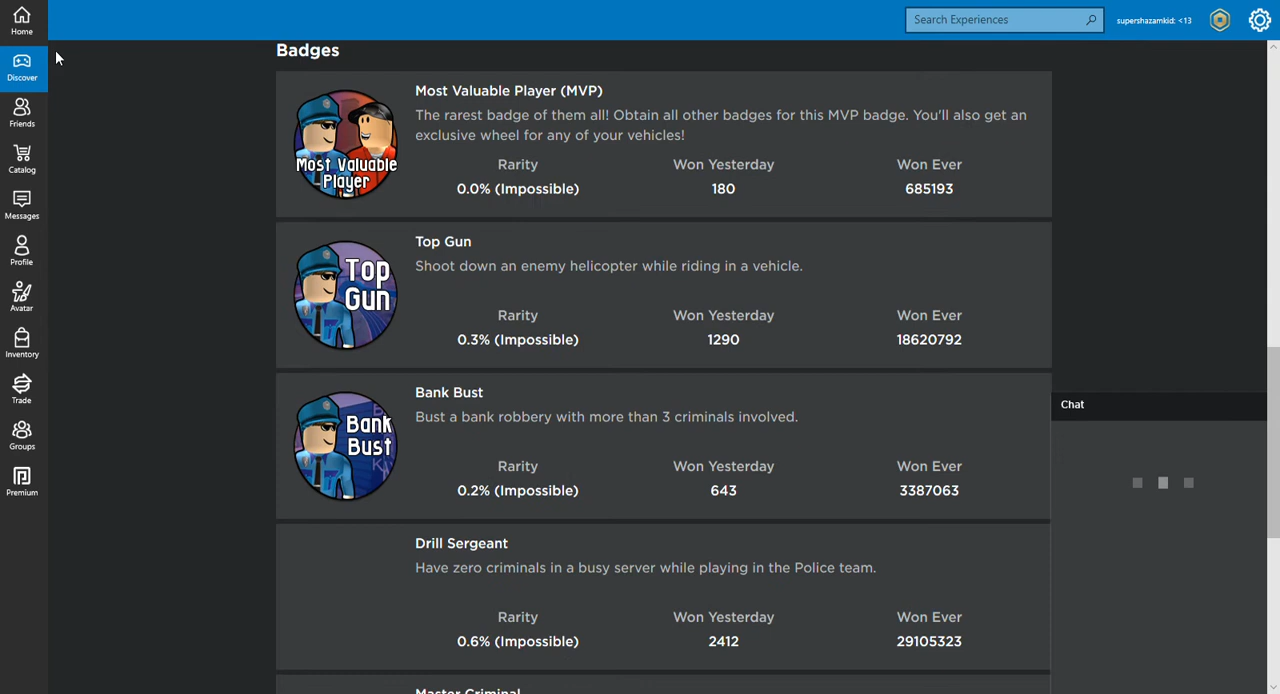 Home
Search Experiences
supershazamkid: <13
Discover
Friends
Catalog
Messages
Profile
Avatar
Inventory
Trade
Groups
Premium
Badges
Most Valuable
Player
Most Valuable Player (MVP)
The rarest badge of them all! Obtain all other badges for this MVP badge. You'll also get an
exclusive wheel for any of your vehicles!
Rarity Won Yesterday Won Ever
0.0% (Impossible) 180 685193
Top
Gun
Top Gun
Shoot down an enemy helicopter while riding in a vehicle.
Rarity Won Yesterday Won Ever
0.3% (Impossible) 1290 18620792
Bank
Bust
Bank Bust
Bust a bank robbery with more than 3 criminals involved.
Rarity Won Yesterday Won Ever
0.2% (Impossible) 643 3387063
Drill Sergeant
Have zero criminals in a busy server while playing in the Police team.
Rarity Won Yesterday Won Ever
0.6% (Impossible) 2412 29105323
Master Criminal
Chat